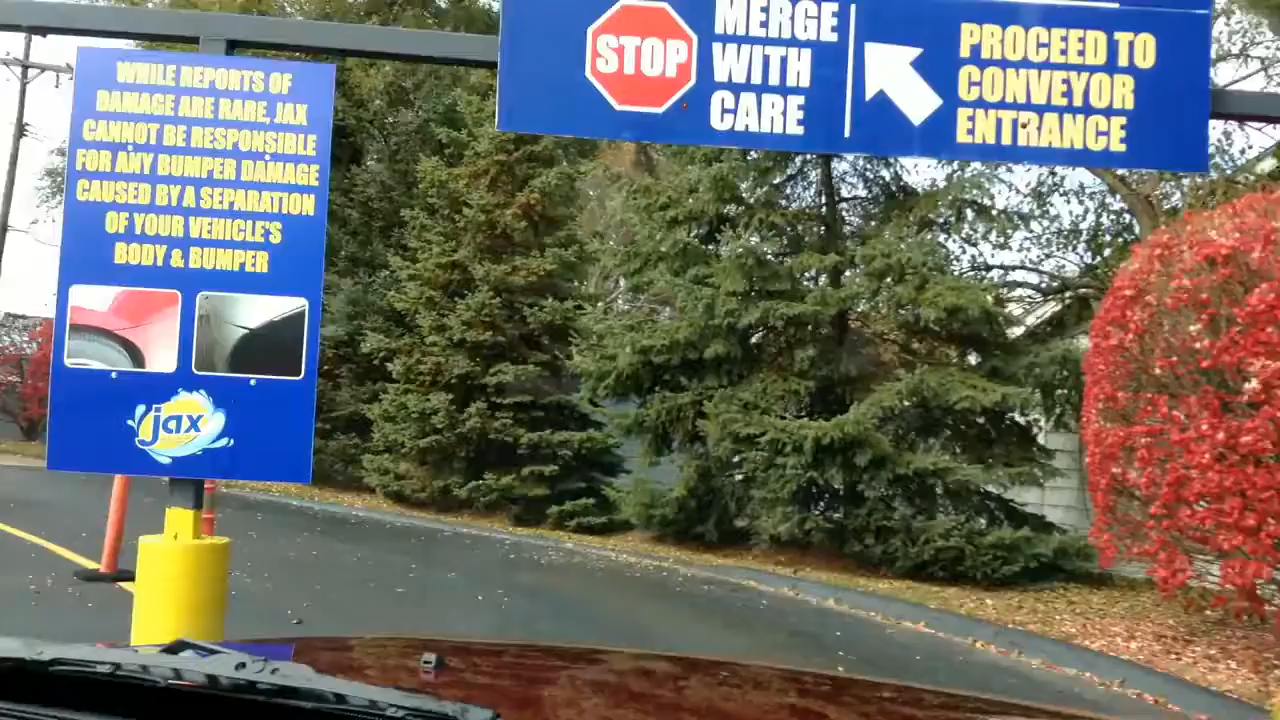 WHILE REPORTS OF
DAMAGE ARE RARE, JAX
CANNOT BE RESPONSIBLE
FOR ANY BUMPER DAMAGE
CAUSED BY A SEPARATION
OF YOUR VEHICLE'S
BODY & BUMPER
jax
STOP
MERGE
WITH
CARE
PROCEED TO
CONVEYOR
ENTRANCE